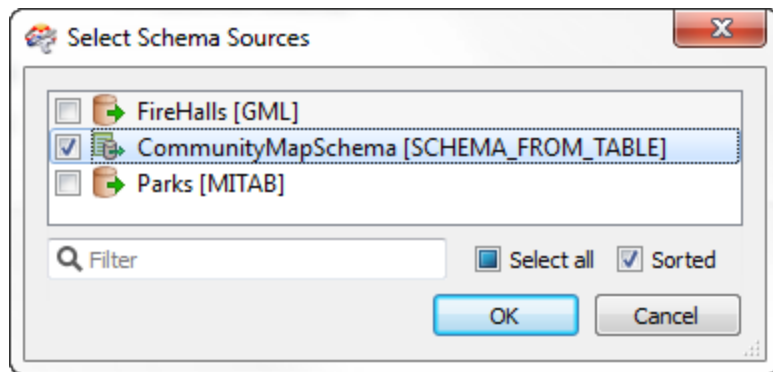 Select Schema Sources
FireHalls [GML]
CommunityMapSchema [SCHEMA_FROM_TABLE]
Parks [MITAB]
Filter Select all Sorted
OK Cancel